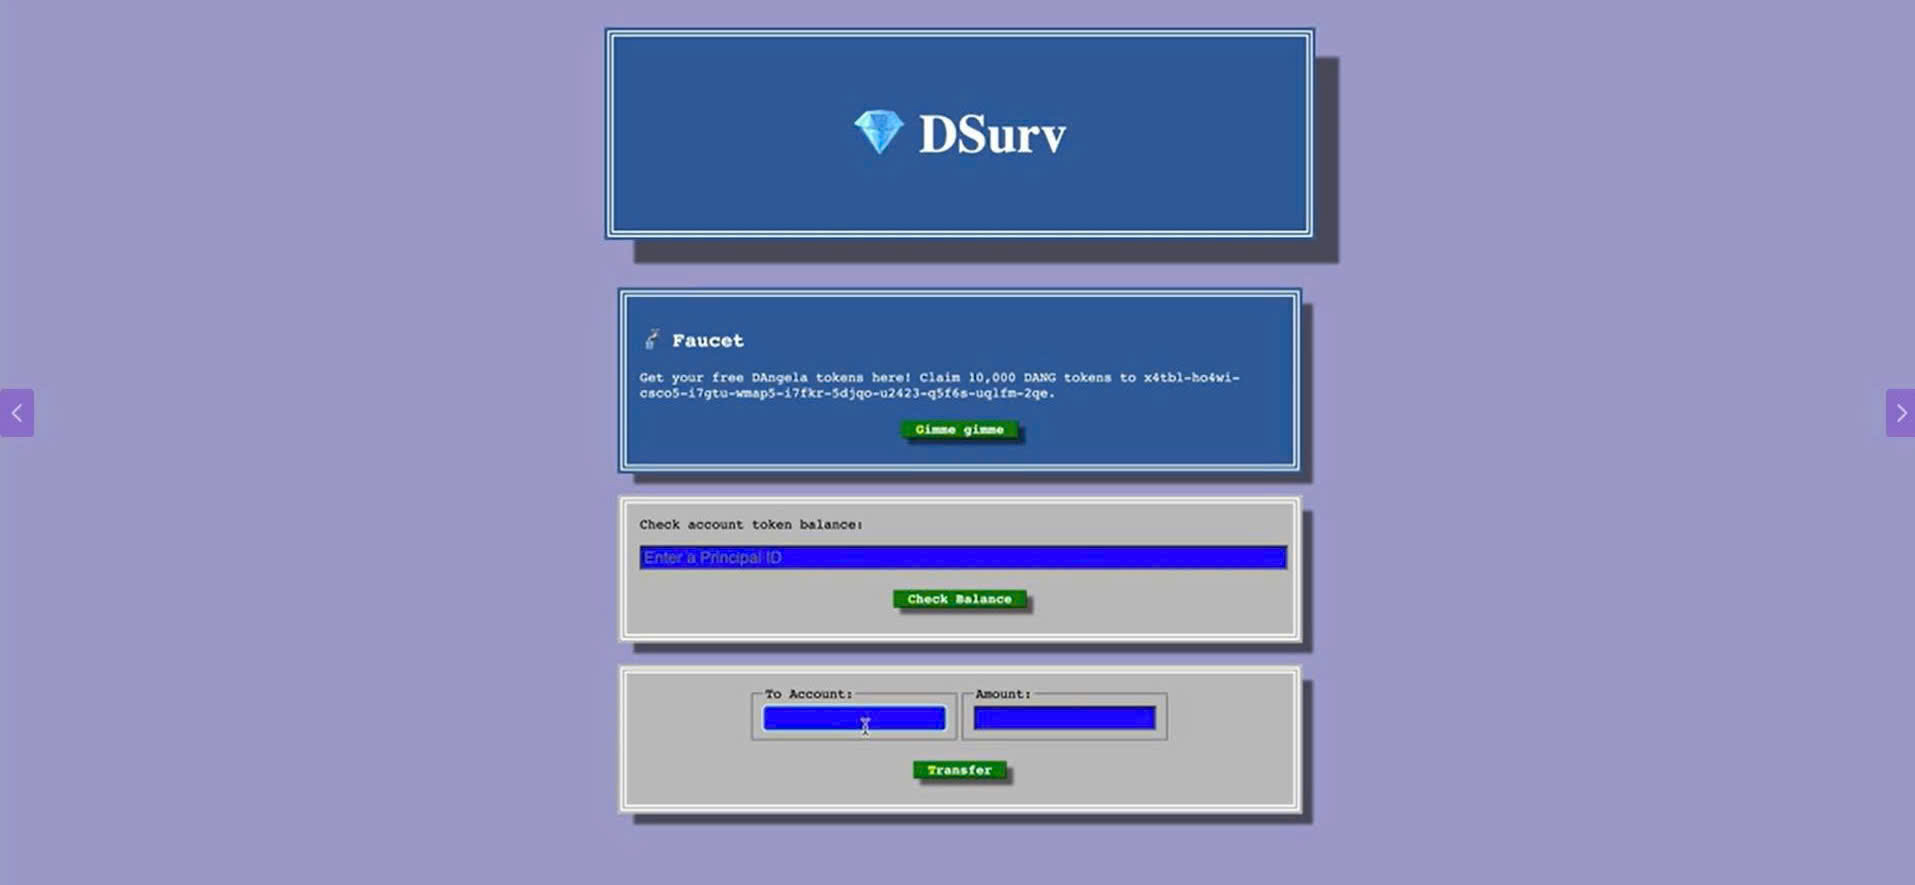 DSurv
Faucet
Get your free DAngela tokens here! Claim 10,000 DANG tokens to x4tbl-ho4wi-
csco5-i7gtu-wmap5-i7fkr-5djqo-u2423-q5f6s-uqlfm-2qe.
Gimme gimme
Check account token balance:
Enter a Principal ID
Check Balance
To Account: Amount:
Transfer